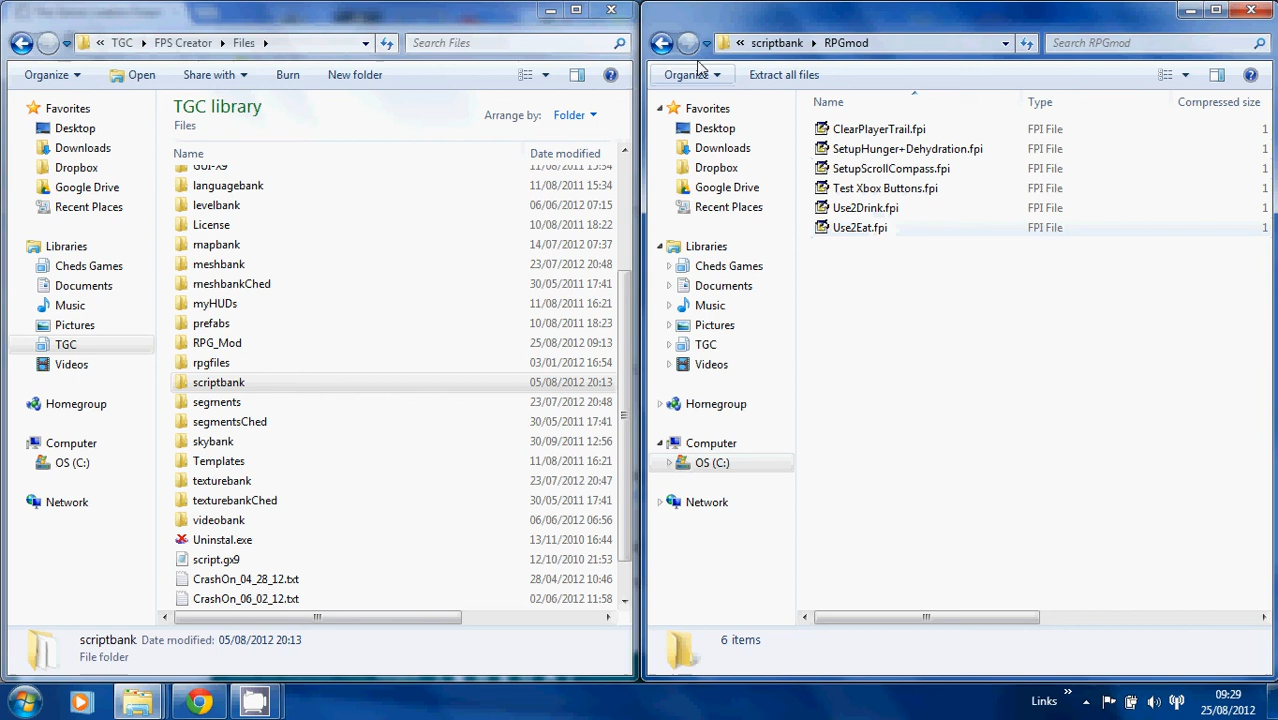 « TGC ▸ FPS Creator ▸ Files ▸
Search Files
Organize Open Share with Burn New folder
Favorites
Desktop
Downloads
Dropbox
Google Drive
Recent Places
Libraries
Cheds Games
Documents
Music
Pictures
TGC
Videos
Homegroup
Computer
OS (C:)
Network
TGC library
Files
Arrange by: Folder
Name Date modified
GUI-X9 11/08/2011 15:34
languagebank 11/08/2011 15:34
levelbank 06/06/2012 07:15
License 10/08/2011 18:22
mapbank 14/07/2012 07:37
meshbank 23/07/2012 20:48
meshbankChed 30/05/2011 17:41
myHUDs 11/08/2011 16:21
prefabs 10/08/2011 18:23
RPG_Mod 25/08/2012 09:13
rpgfiles 03/01/2012 16:54
scriptbank 05/08/2012 20:13
segments 23/07/2012 20:48
segmentsChed 30/05/2011 17:41
skybank 30/09/2011 12:56
Templates 11/08/2011 16:21
texturebank 23/07/2012 20:47
texturebankChed 30/05/2011 17:41
videobank 06/06/2012 06:56
Uninstal.exe 13/11/2010 16:44
script.gx9 12/10/2010 21:53
CrashOn_04_28_12.txt 28/04/2012 10:46
CrashOn_06_02_12.txt 02/06/2012 11:58
scriptbank Date modified: 05/08/2012 20:13
File folder
« scriptbank ▸ RPGmod
Search RPGmod
Organize Extract all files
Favorites
Desktop
Downloads
Dropbox
Google Drive
Recent Places
Libraries
Cheds Games
Documents
Music
Pictures
TGC
Videos
Homegroup
Computer
OS (C:)
Network
Name Type Compressed size
ClearPlayerTrail.fpi FPI File 1
SetupHunger+Dehydration.fpi FPI File 1
SetupScrollCompass.fpi FPI File 1
Test Xbox Buttons.fpi FPI File 1
Use2Drink.fpi FPI File 1
Use2Eat.fpi FPI File 1
6 items
Links »
09:29
25/08/2012